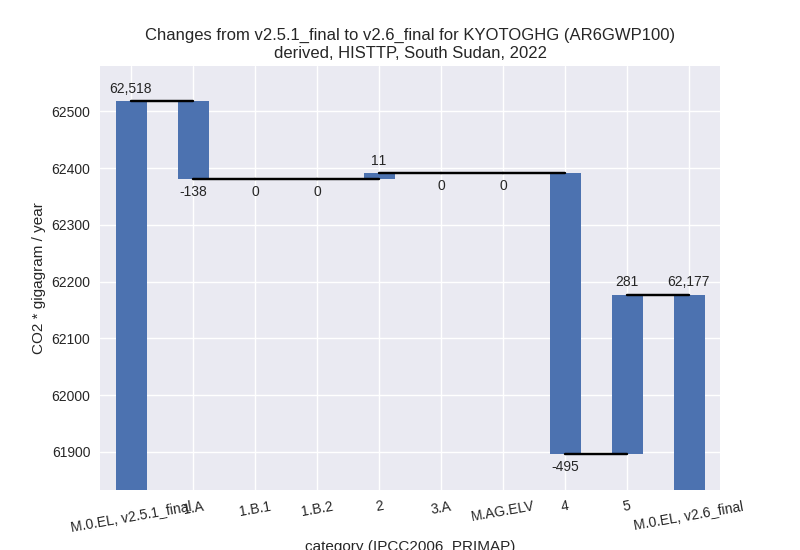 Changes from v2.5.1_final to v2.6_final for KYOTOGHG (AR6GWP100)
derived, HISTTP, South Sudan, 2022
62,518
62500
11
62400
-138
0
0
0
0
62300
CO2 * gigagram / year
62200
281
62,177
62100
62000
61900
-495
M.0.EL, v2.5.1_final
1.A
1.B.1
1.B.2
2
3.A
M.AG.ELV
4
5
M.0.EL, v2.6_final
category (IPCC2006_PRIMAP)